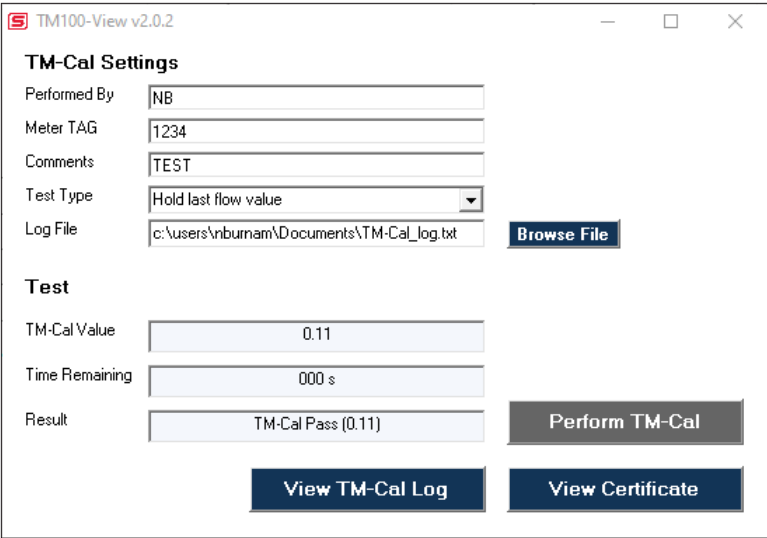 S TM100-View v2.0.2
TM-Cal Settings
Performed By NB
Meter TAG 1234
Comments TEST
Test Type Hold last flow value
Log File c:\users\nburnam\Documents\TM-Cal_log.txt Browse File
Test
TM-Cal Value 0.11
Time Remaining 000 s
Result TM-Cal Pass (0.11) Perform TM-Cal
View TM-Cal Log View Certificate